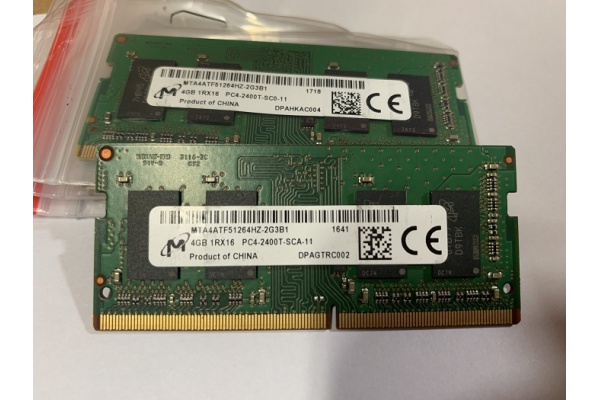 MTA4ATF51264HZ-2G3B1 1718
4GB 1RX16 PC4-2400T-SC0-11
Product of CHINA DPAHKAC004
CE
MTA4ATF51264HZ-2G3B1 1641
4GB 1RX16 PC4-2400T-SCA-11
Product of CHINA DPAGTRC002
CE
D9TBK